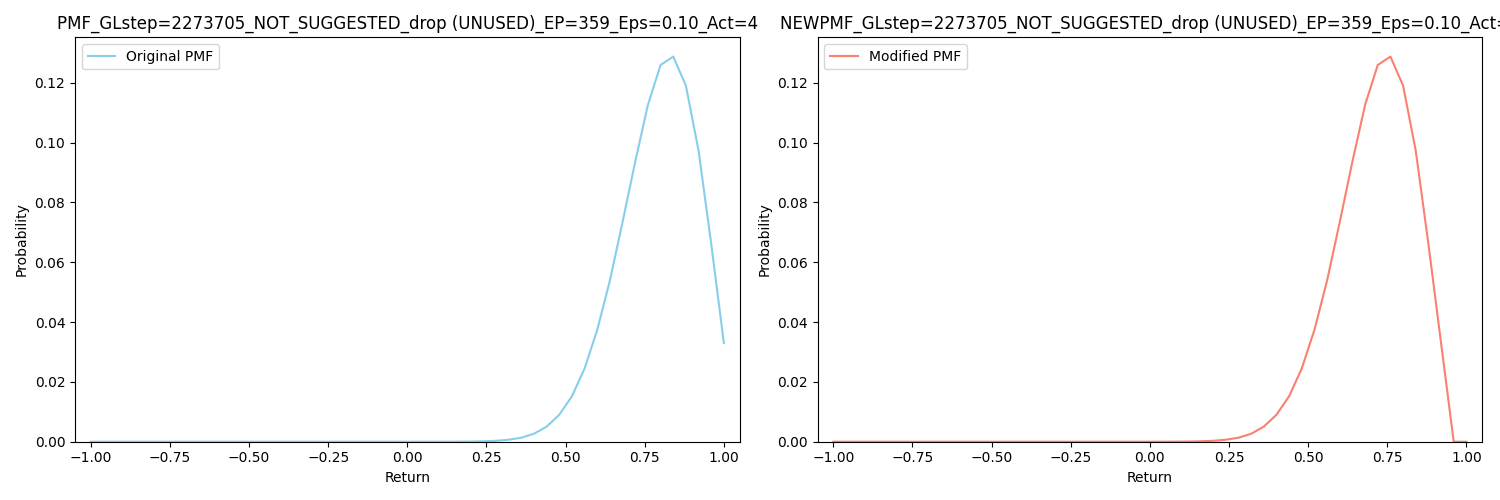 PMF_GLstep=2273705_NOT_SUGGESTED_drop (UNUSED)_EP=359_Eps=0.10_Act=4
Original PMF
Probability
0.12
0.10
0.08
0.06
0.04
0.02
0.00
−1.00 −0.75 −0.50 −0.25 0.00 0.25 0.50 0.75 1.00
Return
NEWPMF_GLstep=2273705_NOT_SUGGESTED_drop (UNUSED)_EP=359_Eps=0.10_Act=
Modified PMF
Probability
0.12
0.10
0.08
0.06
0.04
0.02
0.00
−1.00 −0.75 −0.50 −0.25 0.00 0.25 0.50 0.75 1.00
Return